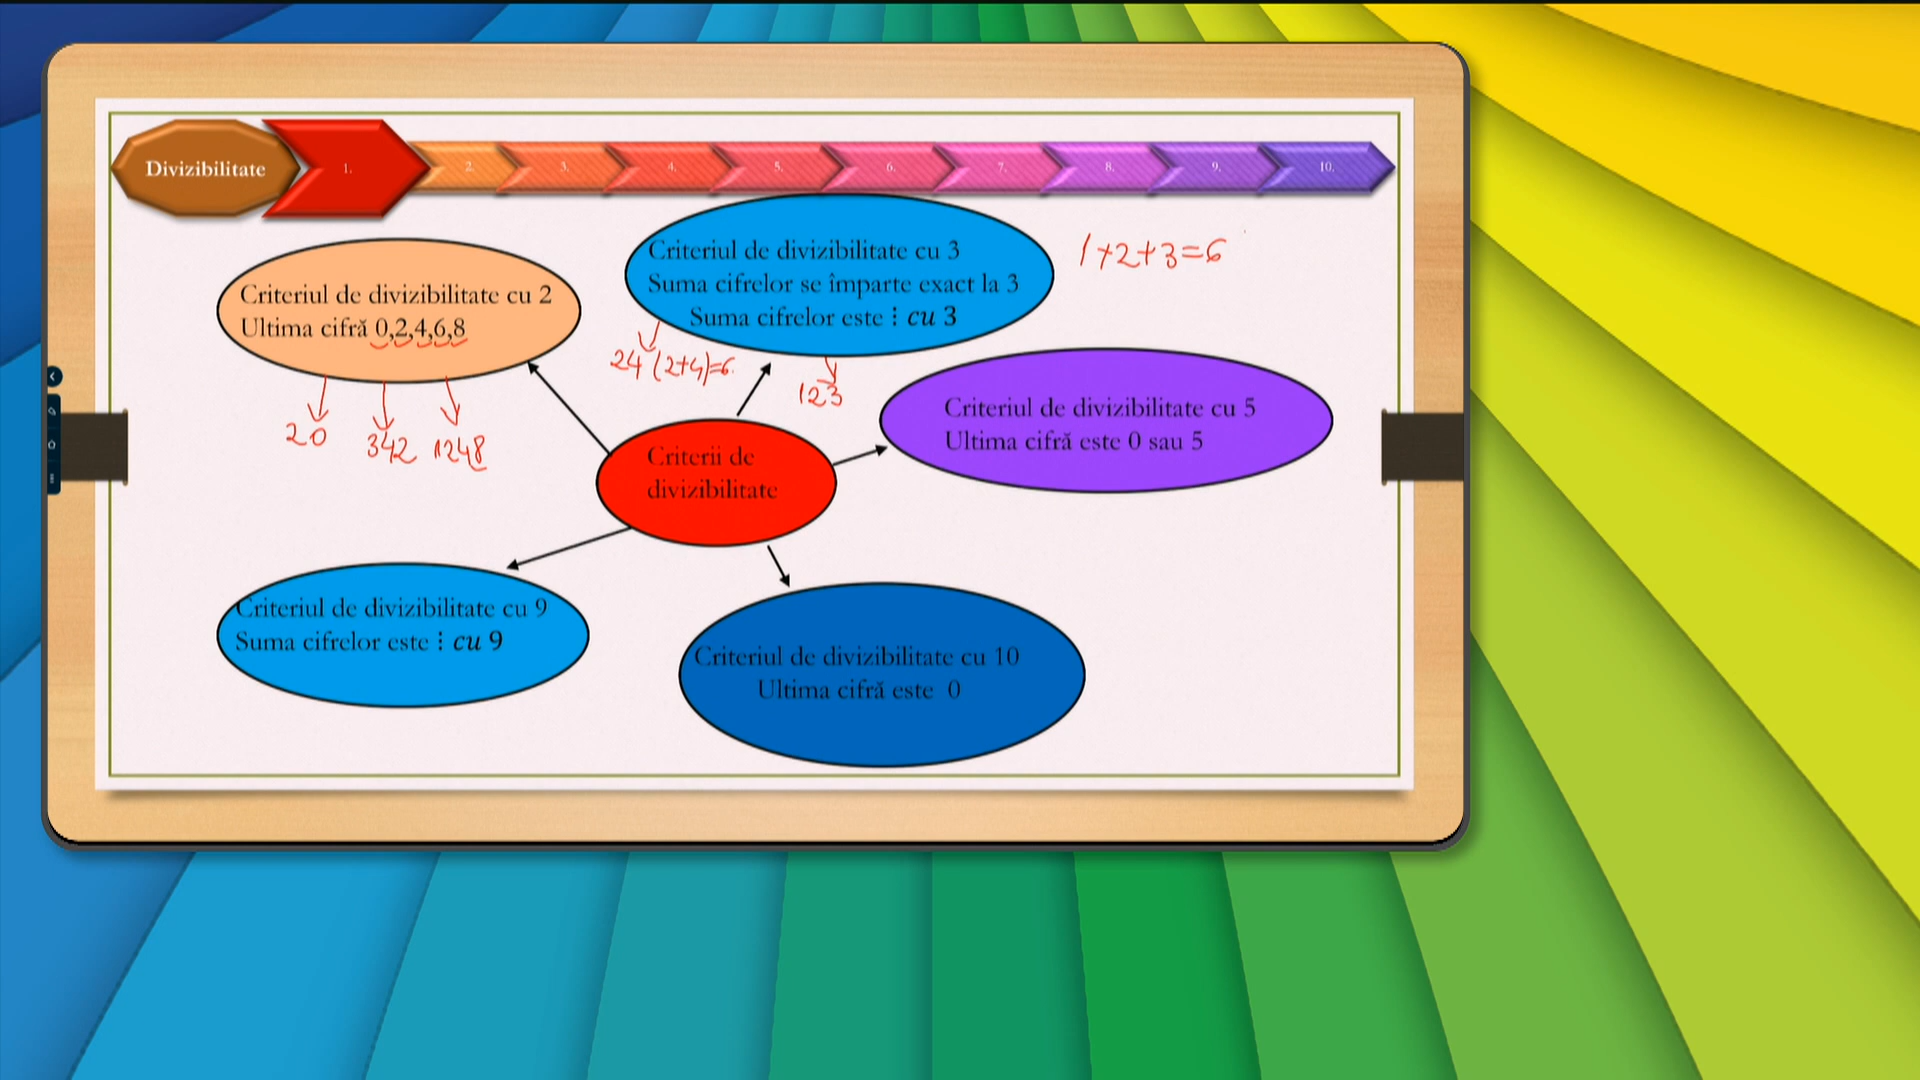 Divizibilitate
1.
2.
3.
4.
5.
6.
7.
8.
9.
10.
Criteriul de divizibilitate cu 2
Ultima cifră 0,2,4,6,8
20 342 1248
Criteriul de divizibilitate cu 3
Suma cifrelor se împarte exact la 3
Suma cifrelor este ⋮ cu 3
1+2+3=6
24 (2+4)=6
123
Criteriul de divizibilitate cu 5
Ultima cifră este 0 sau 5
Criterii de
divizibilitate
Criteriul de divizibilitate cu 9
Suma cifrelor este ⋮ cu 9
Criteriul de divizibilitate cu 10
Ultima cifră este 0